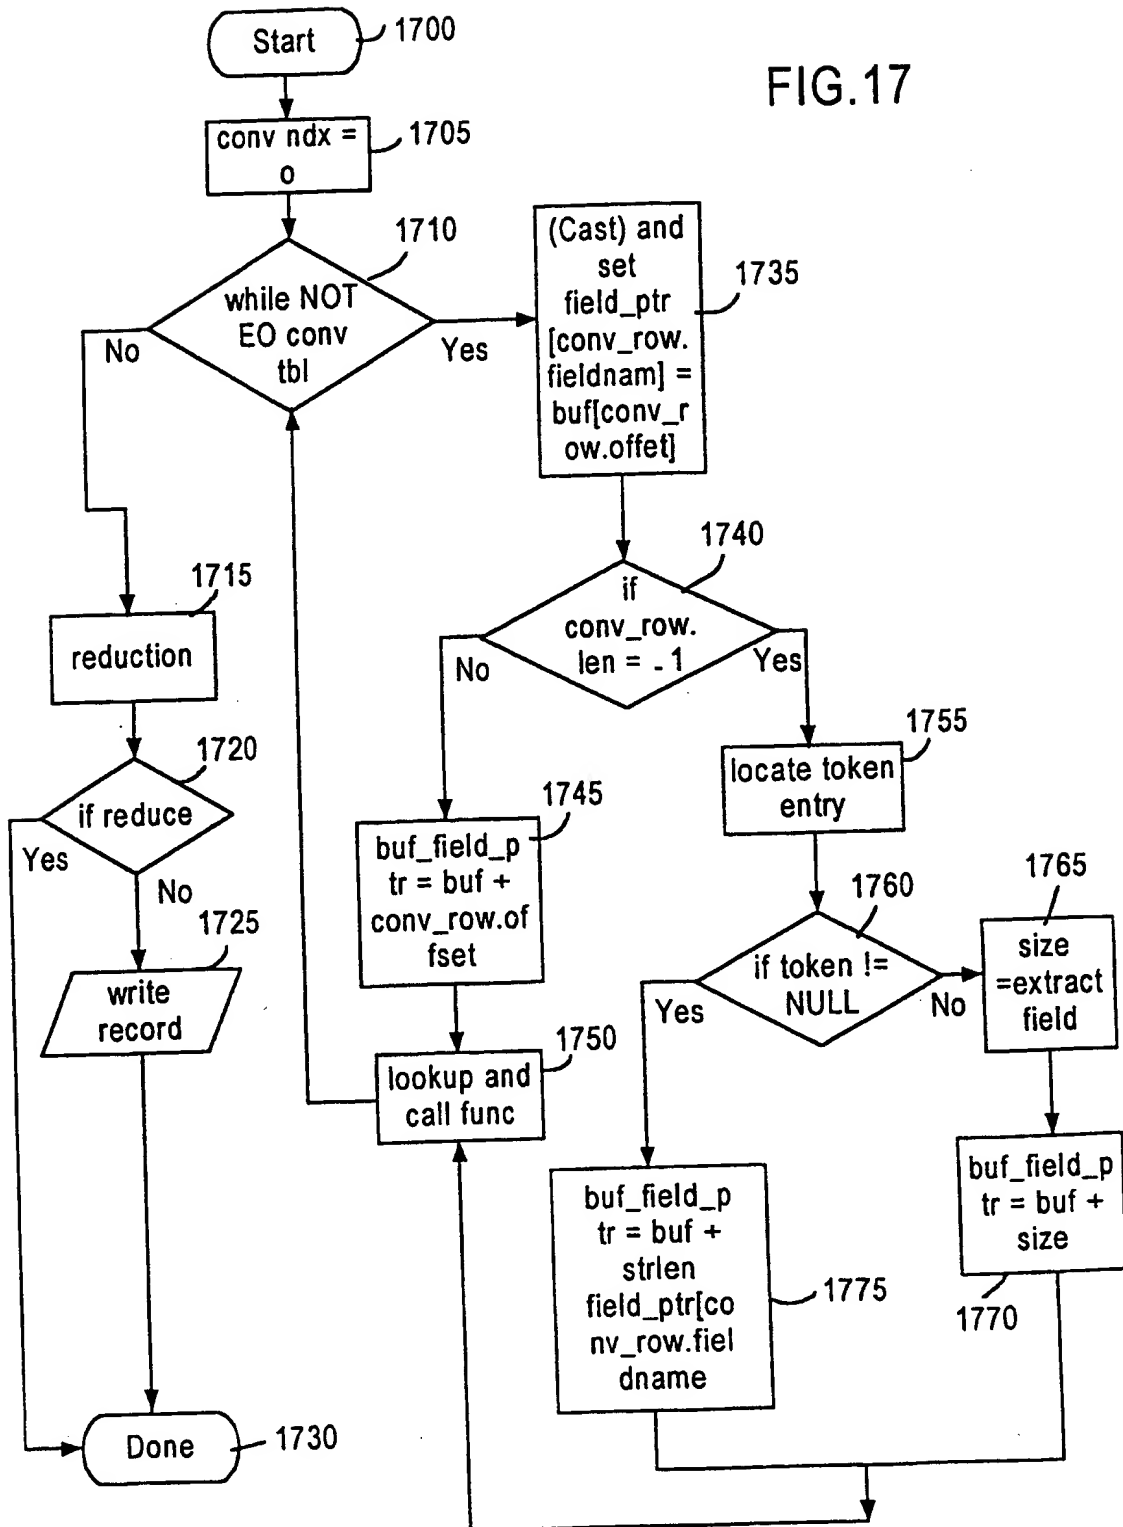 Start
1700
FIG.17
conv ndx =
o
1705
1710
while NOT
EO conv
tbl
No
Yes
(Cast) and
set
field_ptr
[conv_row.
fieldnam] =
buf[conv_r
ow.offet]
1735
1740
if
conv_row.
len = - 1
No
Yes
1715
reduction
1720
if reduce
Yes
No
1725
write
record
1745
buf_field_p
tr = buf +
conv_row.of
fset
1750
lookup and
call func
1755
locate token
entry
1760
if token !=
NULL
Yes
No
1765
size
=extract
field
buf_field_p
tr = buf +
size
1770
buf_field_p
tr = buf +
strlen
field_ptr[co
nv_row.fiel
dname
1775
Done
1730